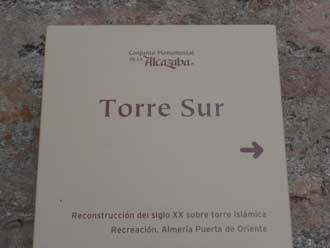 Conjunto Monumental
DE LA Alcazaba
Torre Sur
Reconstrucción del siglo XX sobre torre islámica
Recreación. Almería Puerta de Oriente